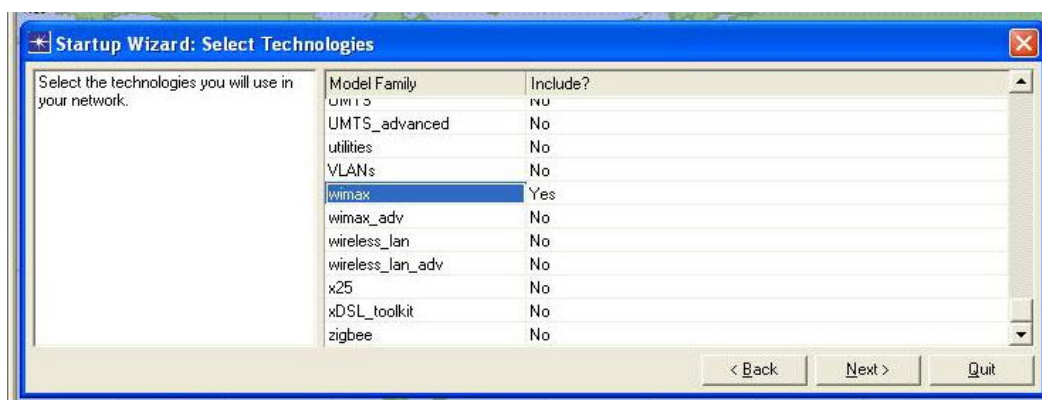 Startup Wizard: Select Technologies
Select the technologies you will use in
your network.
Model Family Include?
UMTS No
UMTS_advanced No
utilities No
VLANs No
wimax Yes
wimax_adv No
wireless_lan No
wireless_lan_adv No
x25 No
xDSL_toolkit No
zigbee No
< Back Next > Quit